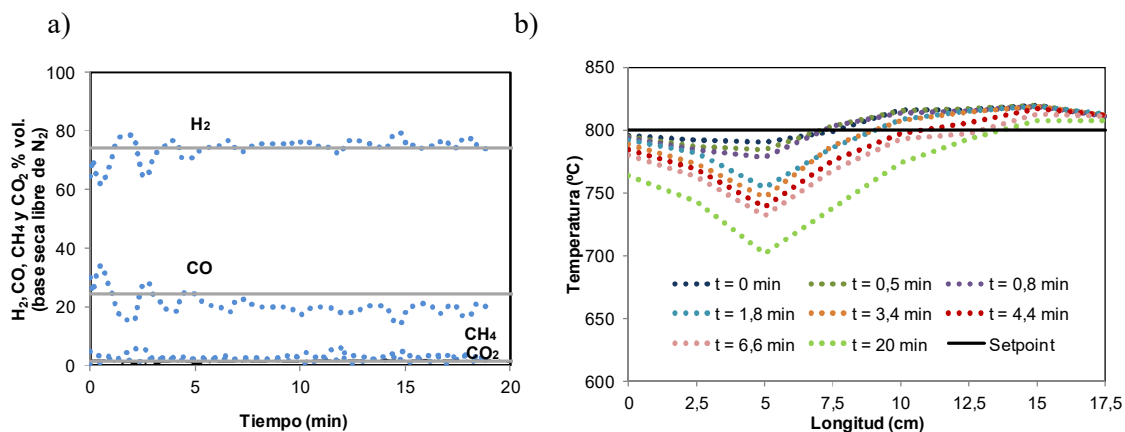 a)
H₂, CO, CH₄ y CO₂ % vol.
(base seca libre de N₂)
100
80
60
40
20
0
H₂
CO
CH₄
CO₂
0
5
10
15
20
Tiempo (min)
b)
Temperatura (ºC)
850
800
750
700
650
600
t = 0 min
t = 0,5 min
t = 0,8 min
t = 1,8 min
t = 3,4 min
t = 4,4 min
t = 6,6 min
t = 20 min
Setpoint
0
2,5
5
7,5
10
12,5
15
17,5
Longitud (cm)